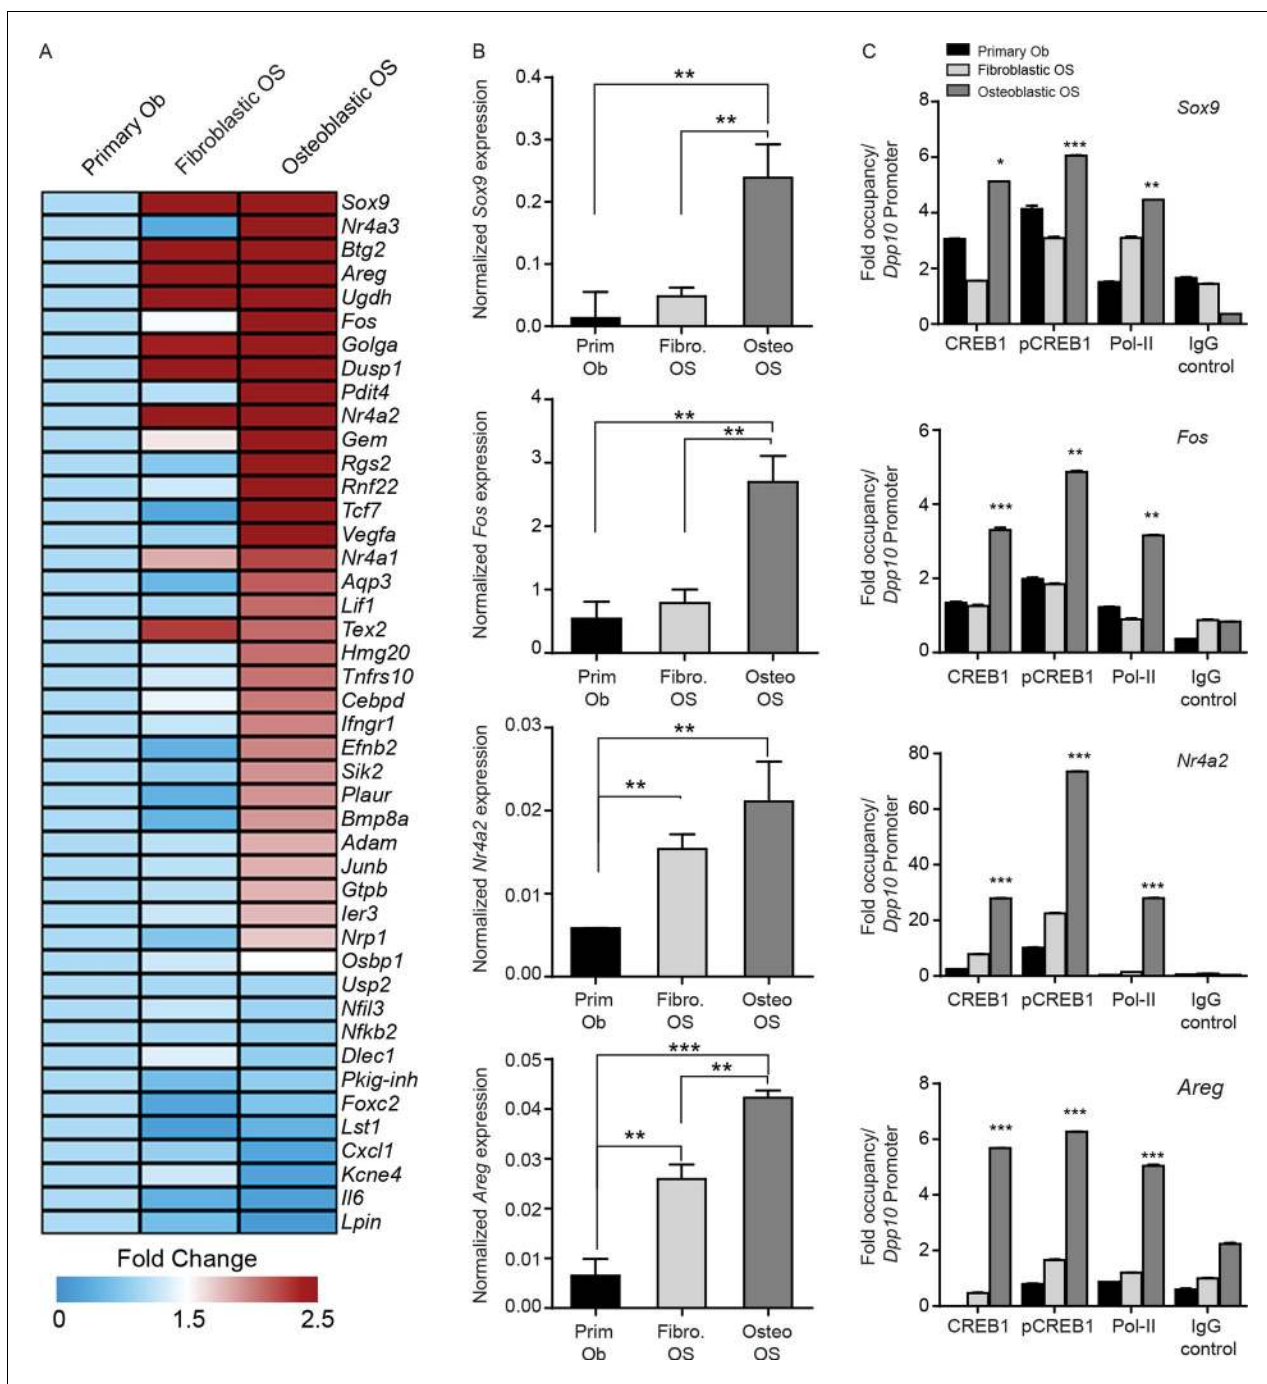 A
Primary Ob
Fibroblastic OS
Osteoblastic OS
Sox9
Nr4a3
Btg2
Areg
Ugdh
Fos
Golga
Dusp1
Pdit4
Nr4a2
Gem
Rgs2
Rnf22
Tcf7
Vegfa
Nr4a1
Aqp3
Lif1
Tex2
Hmg20
Tnfrs10
Cebpd
Ifngr1
Efnb2
Sik2
Plaur
Bmp8a
Adam
Junb
Gtpb
Ier3
Nrp1
Osbp1
Usp2
Nfil3
Nfkb2
Dlec1
Pkig-inh
Foxc2
Lst1
Cxcl1
Kcne4
Il6
Lpin
Fold Change
0 1.5 2.5
B
Normalized Sox9 expression
0.4
0.3
0.2
0.1
0.0
**
**
Prim Fibro. Osteo
Ob OS OS
Normalized Fos expression
4
3
2
1
0
**
**
Prim Fibro. Osteo
Ob OS OS
Normalized Nr4a2 expression
0.03
0.02
0.01
0.00
**
**
Prim Fibro. Osteo
Ob OS OS
Normalized Areg expression
0.05
0.04
0.03
0.02
0.01
0.00
***
**
**
Prim Fibro. Osteo
Ob OS OS
C
Primary Ob
Fibroblastic OS
Osteoblastic OS
Sox9
Fold occupancy/
Dpp10 Promoter
8
6
4
2
0
* *** **
CREB1 pCREB1 Pol-II IgG
control
Fos
Fold occupancy/
Dpp10 Promoter
6
4
2
0
*** ** **
CREB1 pCREB1 Pol-II IgG
control
Nr4a2
Fold occupancy/
Dpp10 Promoter
80
60
40
20
0
*** *** ***
CREB1 pCREB1 Pol-II IgG
control
Areg
Fold occupancy/
Dpp10 Promoter
8
6
4
2
0
*** *** ***
CREB1 pCREB1 Pol-II IgG
control